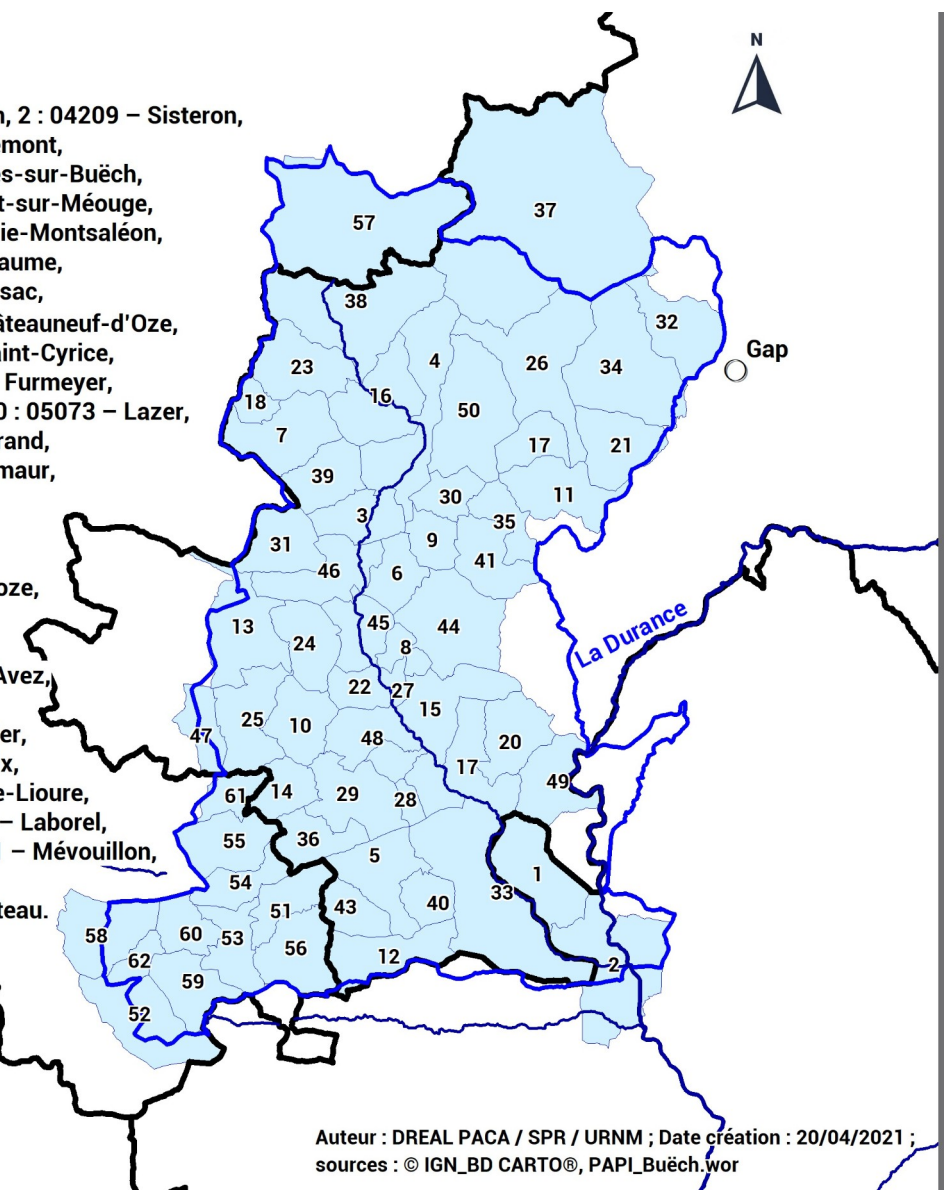 N
n, 2 : 04209 – Sisteron,
emont,
es-sur-Buëch,
t-sur-Méouge,
ie-Montsaléon,
aume,
sac,
âteauneuf-d'Oze,
aint-Cyrice,
Furmeyer,
0 : 05073 – Lazer,
rand,
maur,
oze,
Avez,
er,
x,
e-Lioure,
– Laborel,
– Mévouillon,
teau.
37
57
38
32
Gap
4
26
34
23
16
18
50
7
17
21
39
30
11
3
35
31
9
41
46
6
13
45
44
La Durance
24
8
22
27
15
25
10
47
48
20
17
49
61
14
29
28
55
36
5
1
54
33
51
43
40
58
60
53
56
62
12
2
59
52
Auteur : DREAL PACA / SPR / URNM ; Date création : 20/04/2021 ;
sources : © IGN_BD CARTO®, PAPI_Buëch.wor